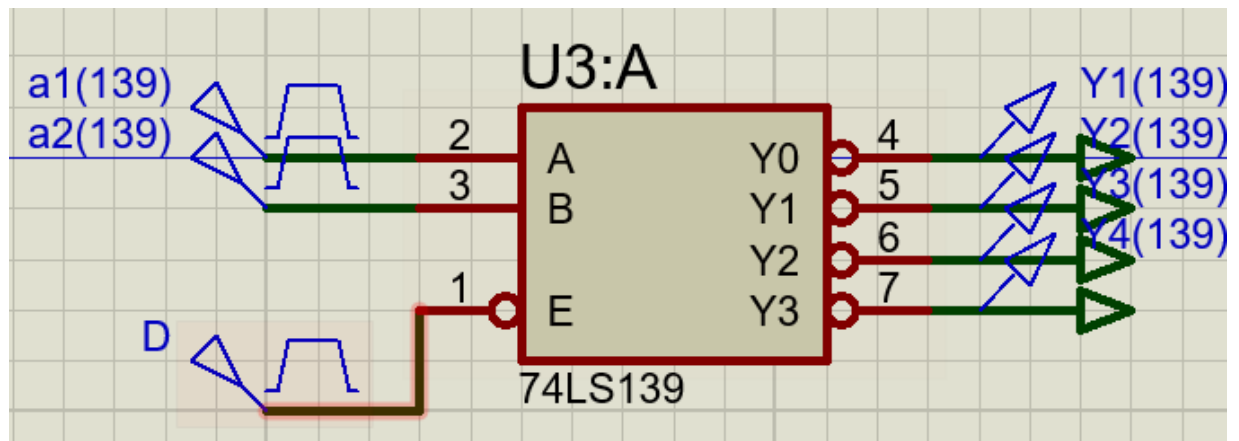 U3:A
a1(139)
a2(139)
Y1(139)
Y2(139)
Y3(139)
Y4(139)
2 A Y0 4
3 B Y1 5
Y2 6
1 E Y3 7
D
74LS139